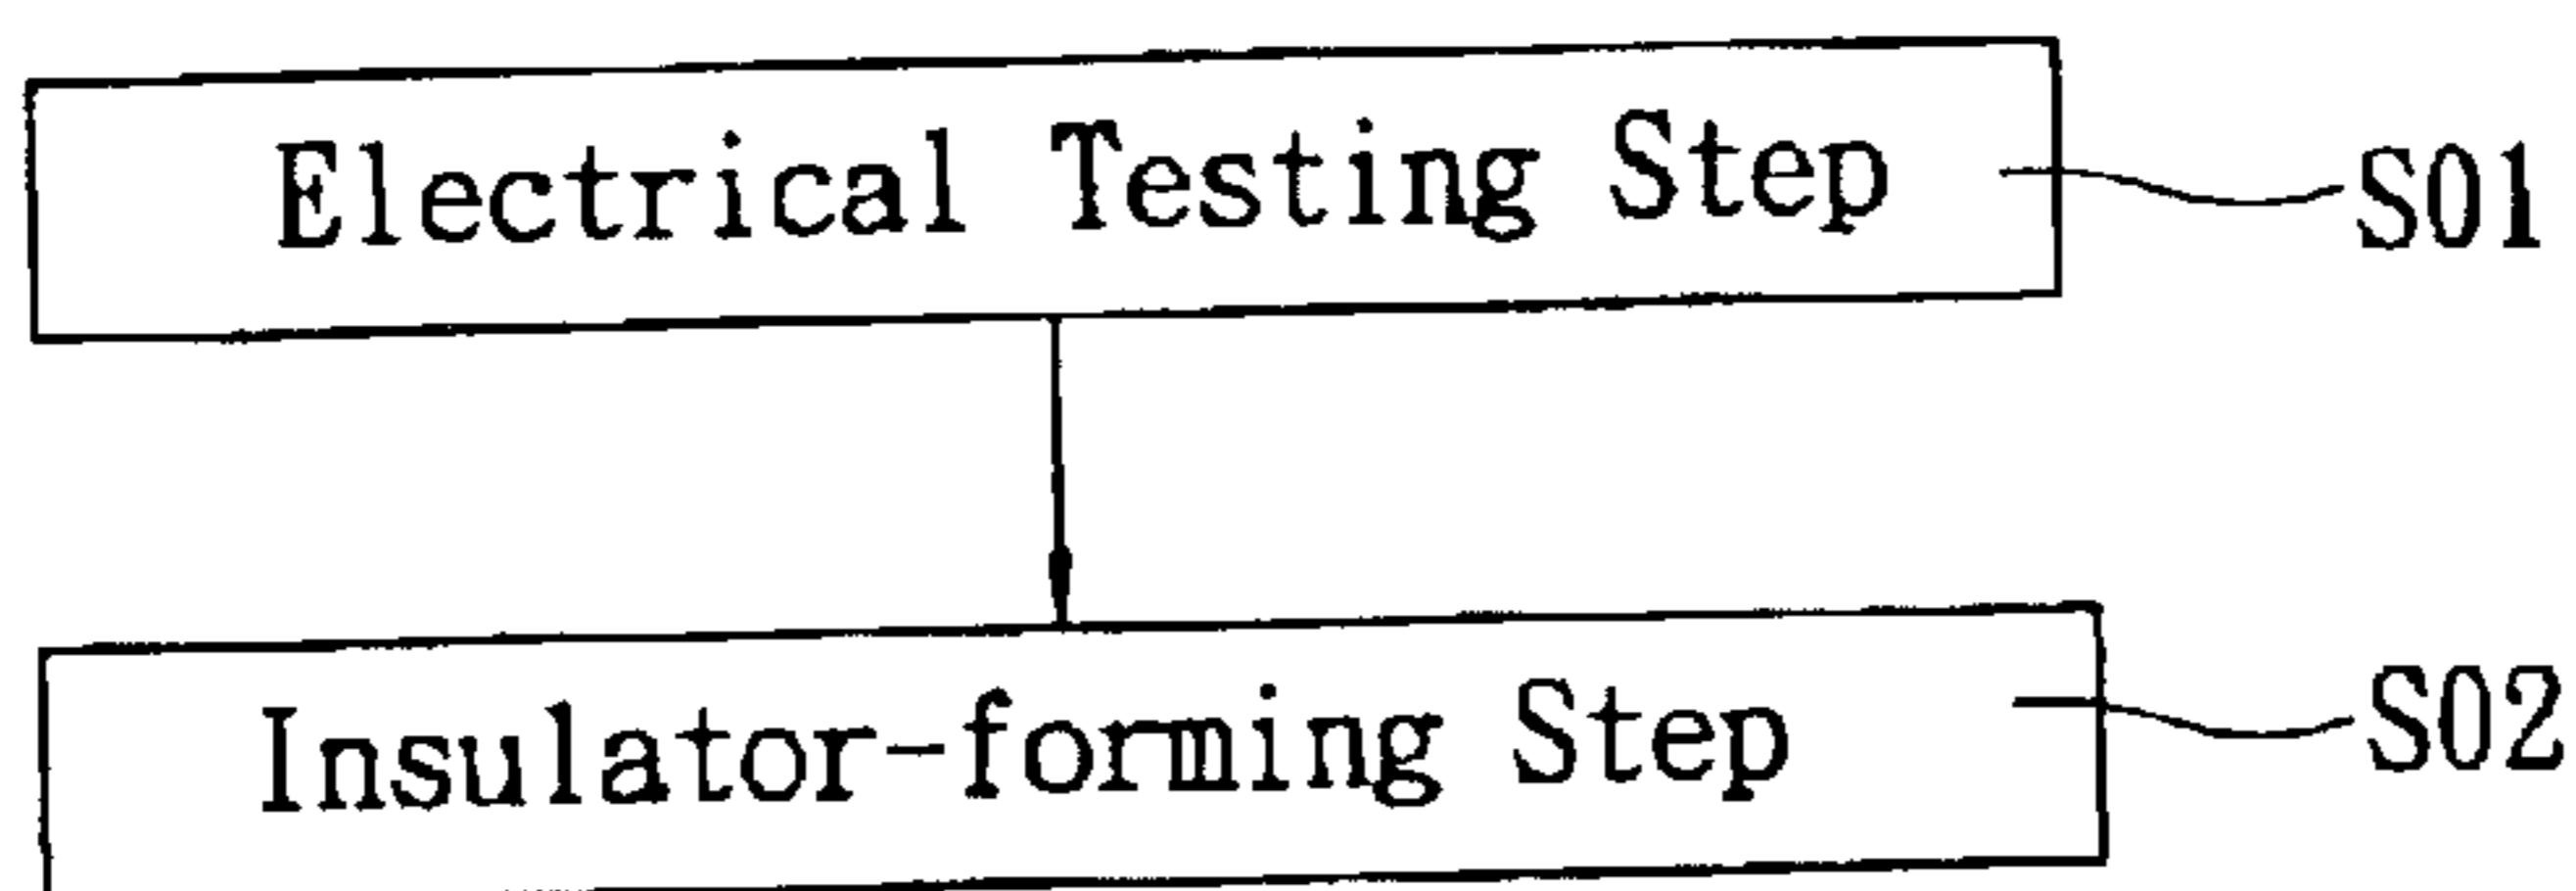 Electrical Testing Step S01
Insulator-forming Step S02